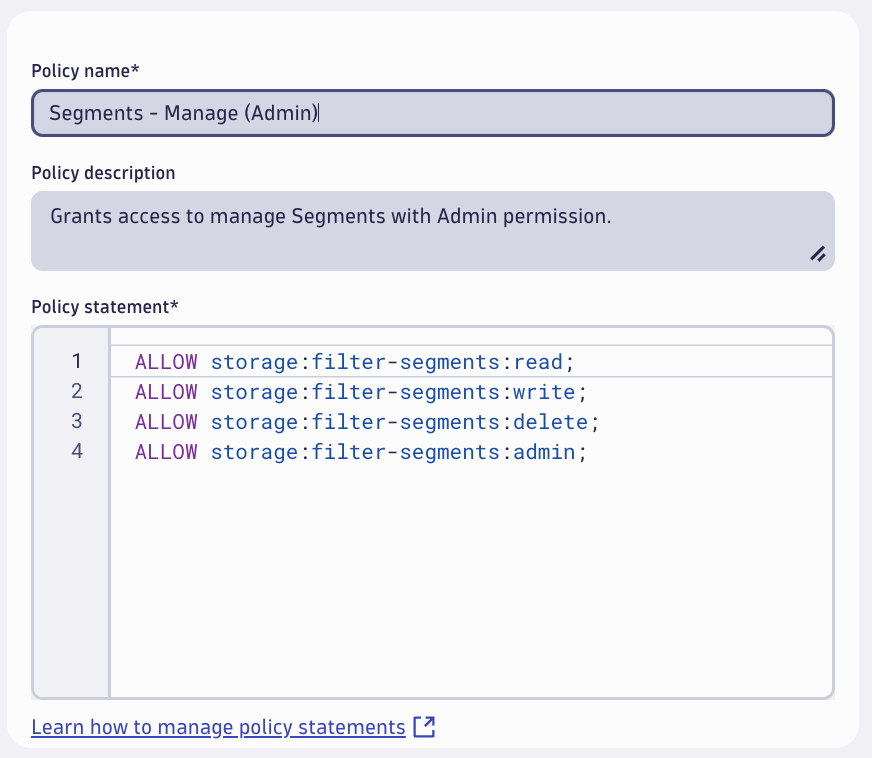 Policy name*
Segments - Manage (Admin)
Policy description
Grants access to manage Segments with Admin permission.
Policy statement*
1 ALLOW storage:filter-segments:read;
2 ALLOW storage:filter-segments:write;
3 ALLOW storage:filter-segments:delete;
4 ALLOW storage:filter-segments:admin;
Learn how to manage policy statements